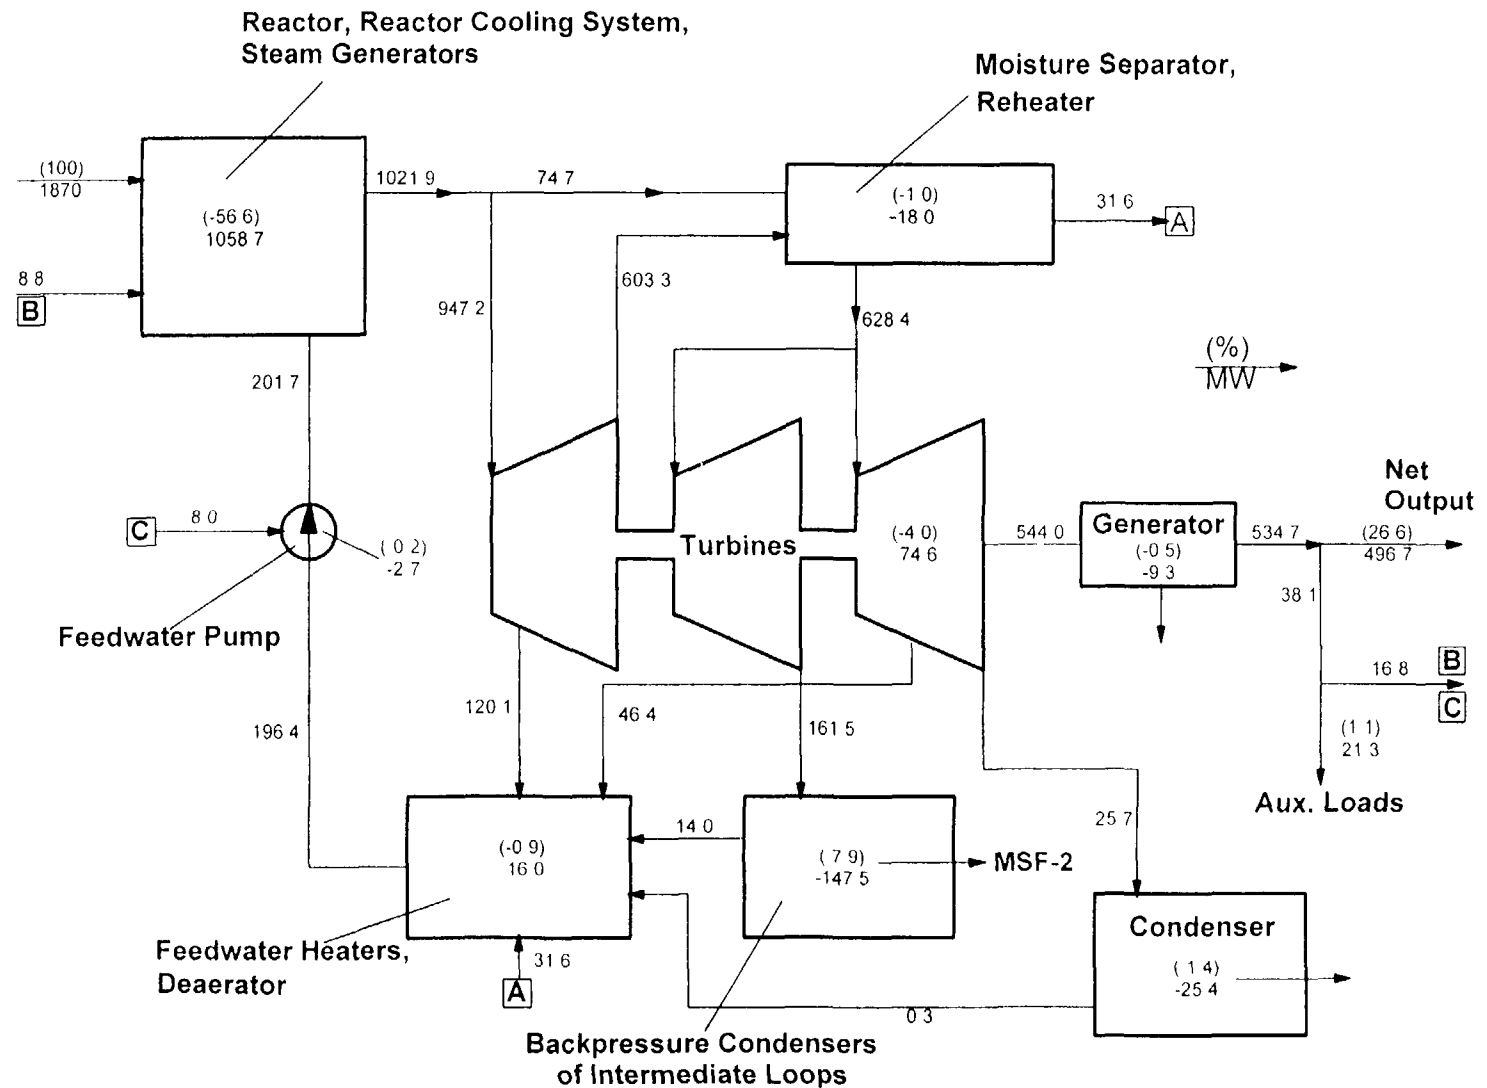 Reactor, Reactor Cooling System,
Steam Generators
Moisture Separator,
Reheater
(100)
1870
(-56 6)
1058 7
8 8
B
1021 9
74 7
(-1 0)
-18 0
31 6
A
603 3
947 2
628 4
(%)
MW
201 7
C
8 0
( 0 2)
-2 7
Feedwater Pump
Turbines
(-4 0)
74 6
544 0
Generator
(-0 5)
-9 3
534 7
Net
Output
(26 6)
496 7
38 1
16 8
B
C
(1 1)
21 3
Aux. Loads
196 4
120 1
46 4
161 5
25 7
(-0 9)
16 0
14 0
( 7 9)
-147 5
MSF-2
Condenser
( 1 4)
-25 4
Feedwater Heaters,
Deaerator
31 6
A
0 3
Backpressure Condensers
of Intermediate Loops